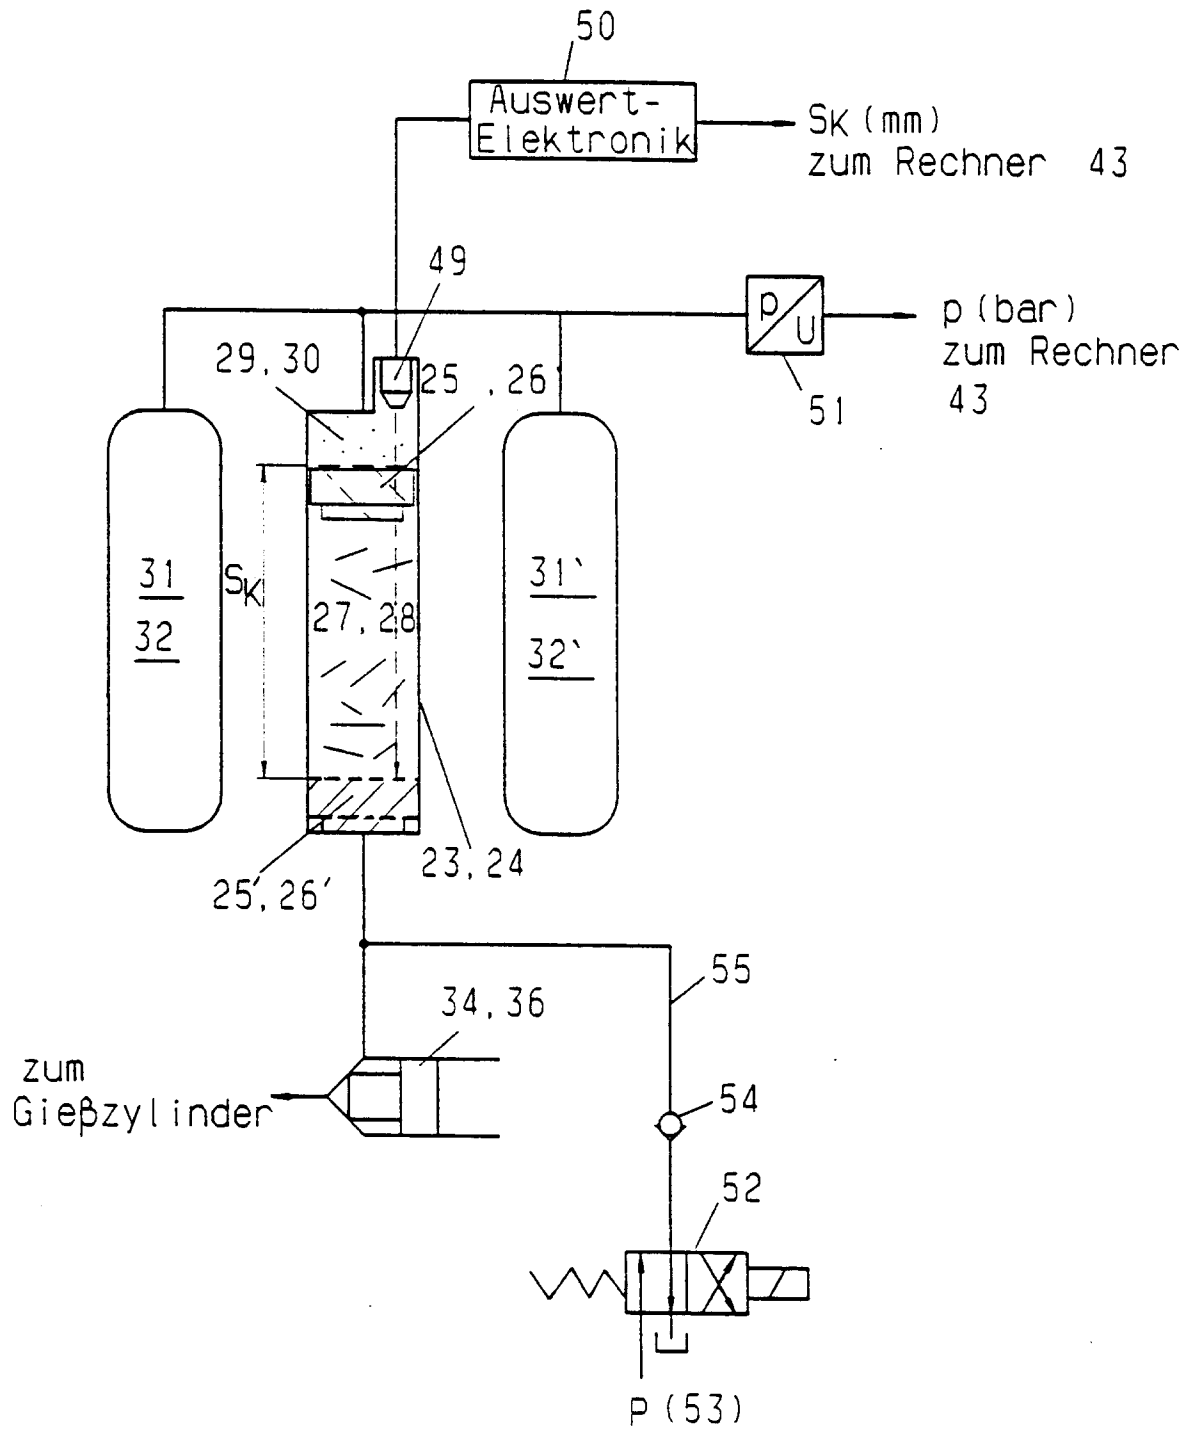 50
Auswert-
Elektronik
SK (mm)
zum Rechner 43
49
p
U
p (bar)
zum Rechner
43
51
29, 30
25, 26
31
32
SK
27, 28
31`
32`
23, 24
25', 26'
55
34, 36
zum
Gießzylinder
54
52
P (53)